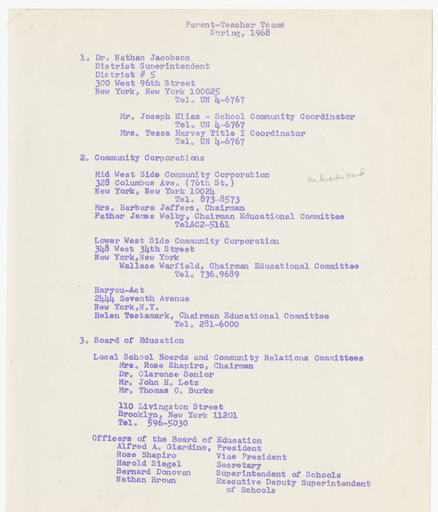 Parent-Teacher Teams
Spring, 1968
1. Dr. Nathan Jacobson
District Superintendent
District # 5
300 West 96th Street
New York, New York 100025
Tel. UN 4-6767
Mr. Joseph Elias - School Community Coordinator
Tel. UN 4-6767
Mrs. Tessa Harvey Title I Coordinator
Tel. UN 4-6767
2. Community Corporations
Mid West Side Community Corporation
328 Columbus Ave. (76th St.)
New York, New York 10024
Tel. 873-8573
Mrs. Barbara Jeffers, Chairman
Father James Welby, Chairman Educational Committee
TelAC2-5161
Lower West Side Community Corporation
348 West 34th Street
New York,New York
Wallace Warfield, Chairman Educational Committee
Tel. 736.9689
Haryou-Act
2444 Seventh Avenue
New York,N.Y.
Helen Testamark, Chairman Educational Committee
Tel. 281-6000
3. Board of Education
Local School Boards and Community Relations Committees
Mrs. Rose Shapiro, Chairman
Dr. Clarence Senior
Mr. John H. Lotz
Mr. Thomas C. Burke
110 Livingston Street
Brooklyn, New York 11201
Tel. 596-5030
Officers of the Board of Education
Alfred A. Giardino, President
Rose Shapiro Vice President
Harold Siegel Secretary
Bernard Donovan Superintendent of Schools
Nathan Brown Executive Deputy Superintendent
of Schools